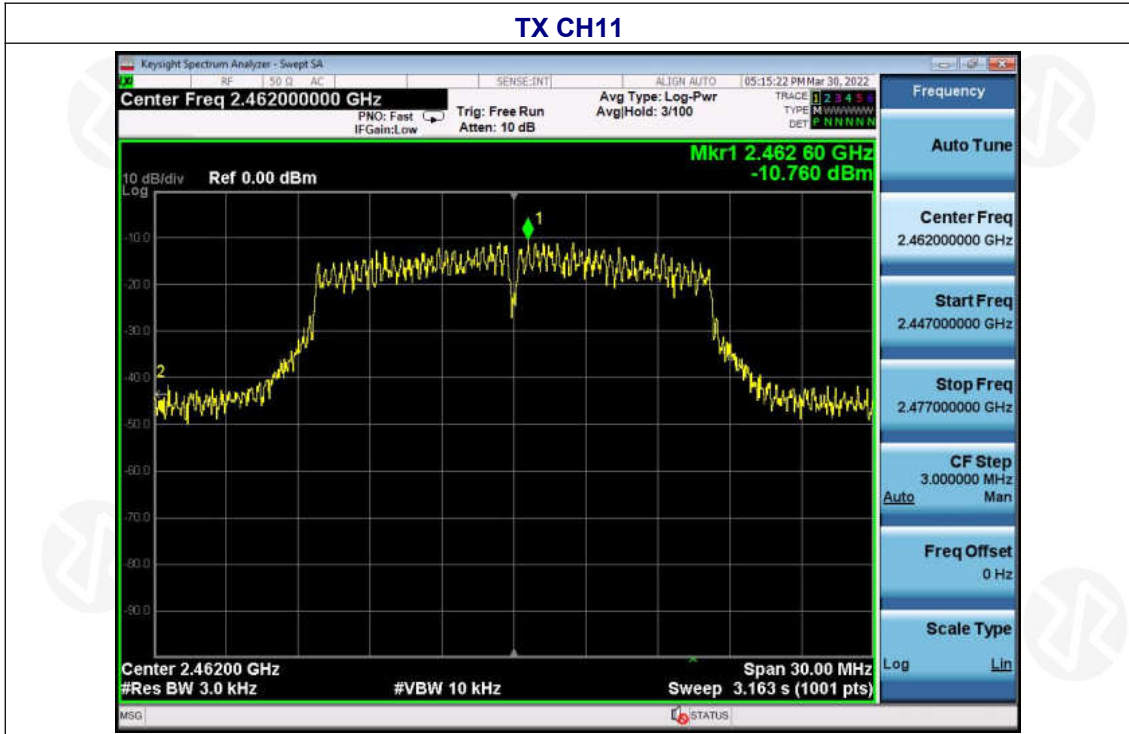 TX CH11
Keysight Spectrum Analyzer - Swept SA
RF 50 Ω AC SENSE:INT ALIGN AUTO 05:15:22 PM Mar 30, 2022
Center Freq 2.462000000 GHz
PNO: Fast
IFGain:Low
Trig: Free Run
Atten: 10 dB
Avg Type: Log-Pwr
Avg|Hold: 3/100
TRACE 1 2 3 4 5 6
TYPE M WWWWW
DET P N N N N N
Mkr1 2.462 60 GHz
-10.760 dBm
10 dB/div Ref 0.00 dBm
Log
1
-10.0
-20.0
-30.0
-40.0
2
-50.0
-60.0
-70.0
-80.0
-90.0
Center 2.46200 GHz Span 30.00 MHz
#Res BW 3.0 kHz #VBW 10 kHz Sweep 3.163 s (1001 pts)
MSG STATUS
Frequency
Auto Tune
Center Freq
2.462000000 GHz
Start Freq
2.447000000 GHz
Stop Freq
2.477000000 GHz
CF Step
3.000000 MHz
Auto Man
Freq Offset
0 Hz
Scale Type
Log Lin